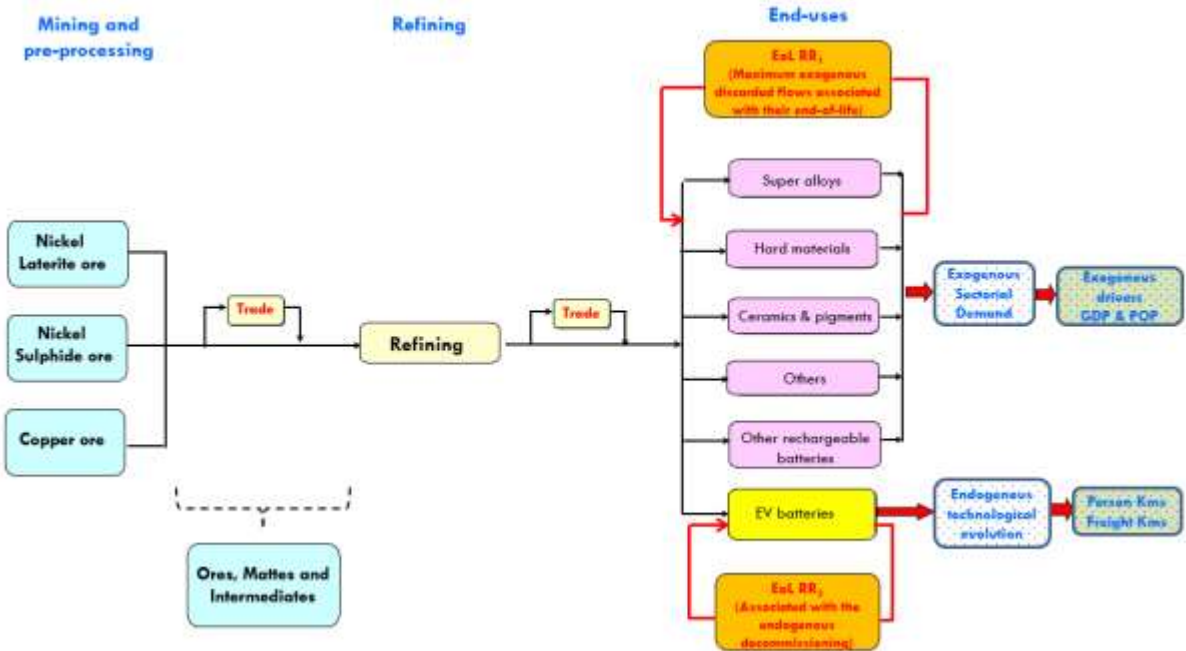 Mining and
pre-processing
Refining
End-uses
EoL RR₁
(Maximum exogenous
discarded flows associated
with their end-of-life)
Super alloys
Nickel
Laterite ore
Hard materials
Exogenous
Sectorial
Demand
Exogenous
drivers
GDP & POP
Trade
Trade
Nickel
Sulphide ore
Refining
Ceramics & pigments
Others
Copper ore
Other rechargeable
batteries
EV batteries
Endogenous
technological
evolution
Person Kms
Freight Kms
Ores, Mattes and
Intermediates
EoL RR
(Associated with the
endogenous
decommissioning)